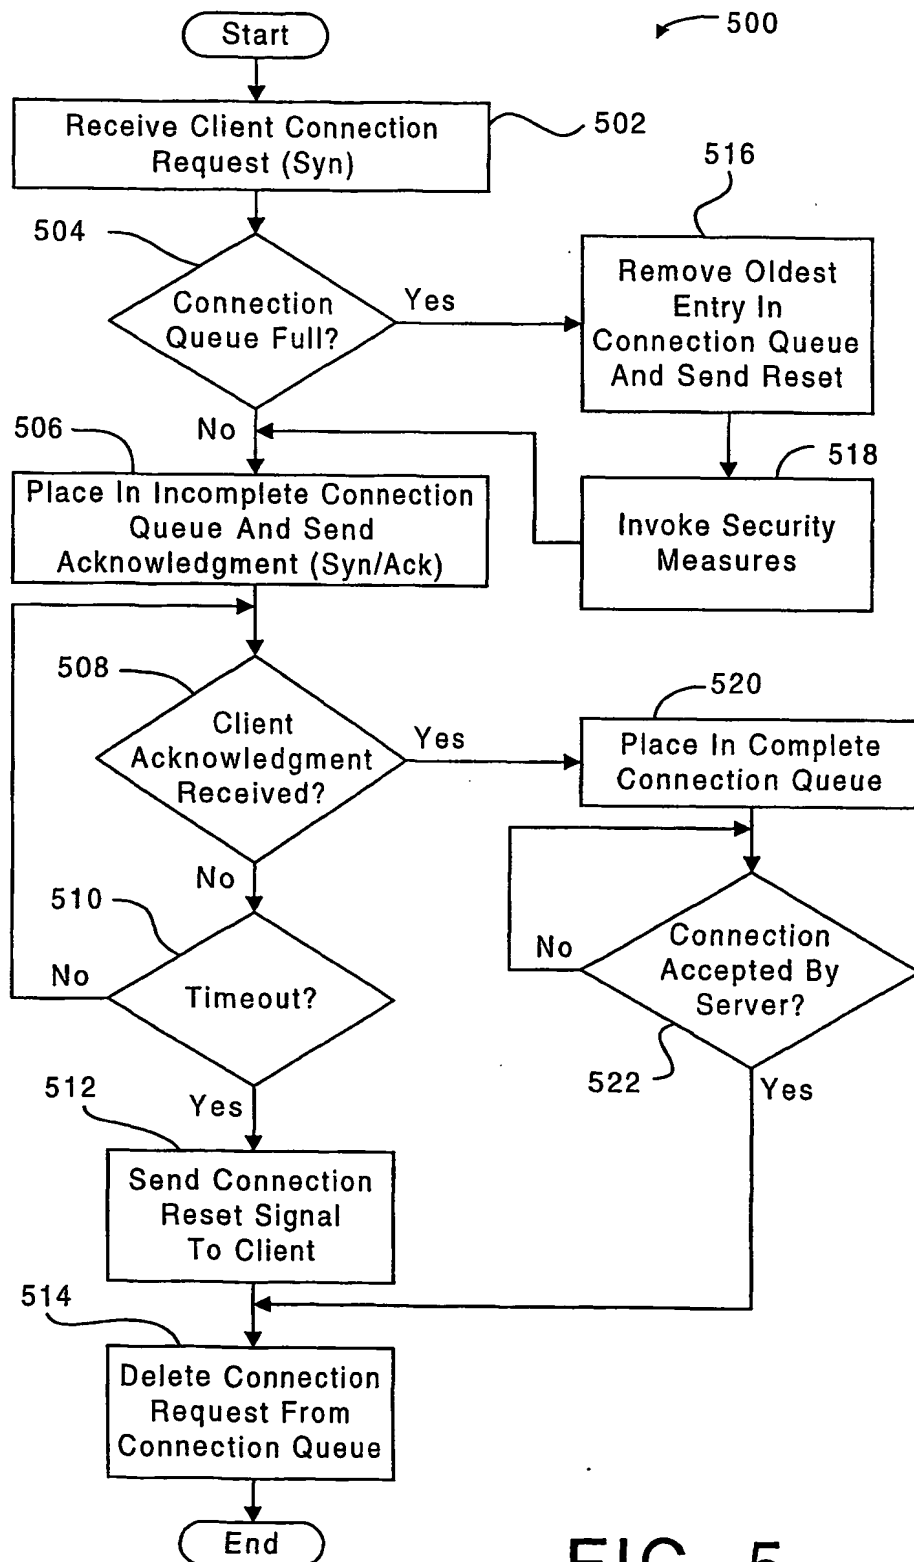 Start
500
Receive Client Connection
Request (Syn)
502
516
504
Connection
Queue Full?
Yes
Remove Oldest
Entry In
Connection Queue
And Send Reset
No
506
518
Place In Incomplete Connection
Queue And Send
Acknowledgment (Syn/Ack)
Invoke Security
Measures
508
Client
Acknowledgment
Received?
Yes
520
Place In Complete
Connection Queue
No
510
Timeout?
No
No
Connection
Accepted By
Server?
522
Yes
512
Yes
Send Connection
Reset Signal
To Client
514
Delete Connection
Request From
Connection Queue
End
FIG. 5